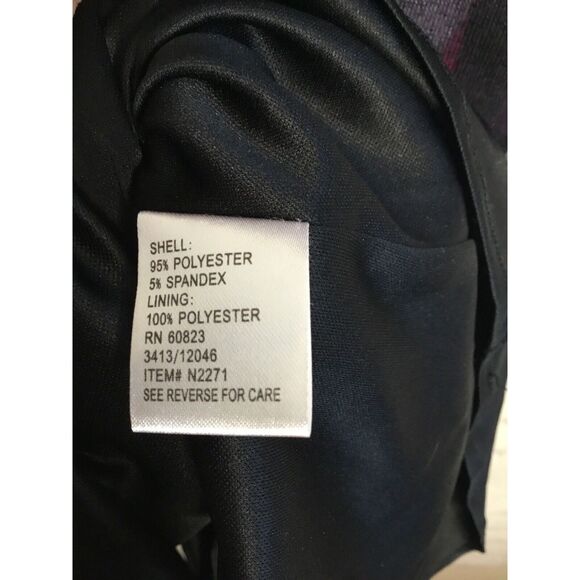 SHELL:
95% POLYESTER
5% SPANDEX
LINING:
100% POLYESTER
RN 60823
3413/12046
ITEM# N2271
SEE REVERSE FOR CARE